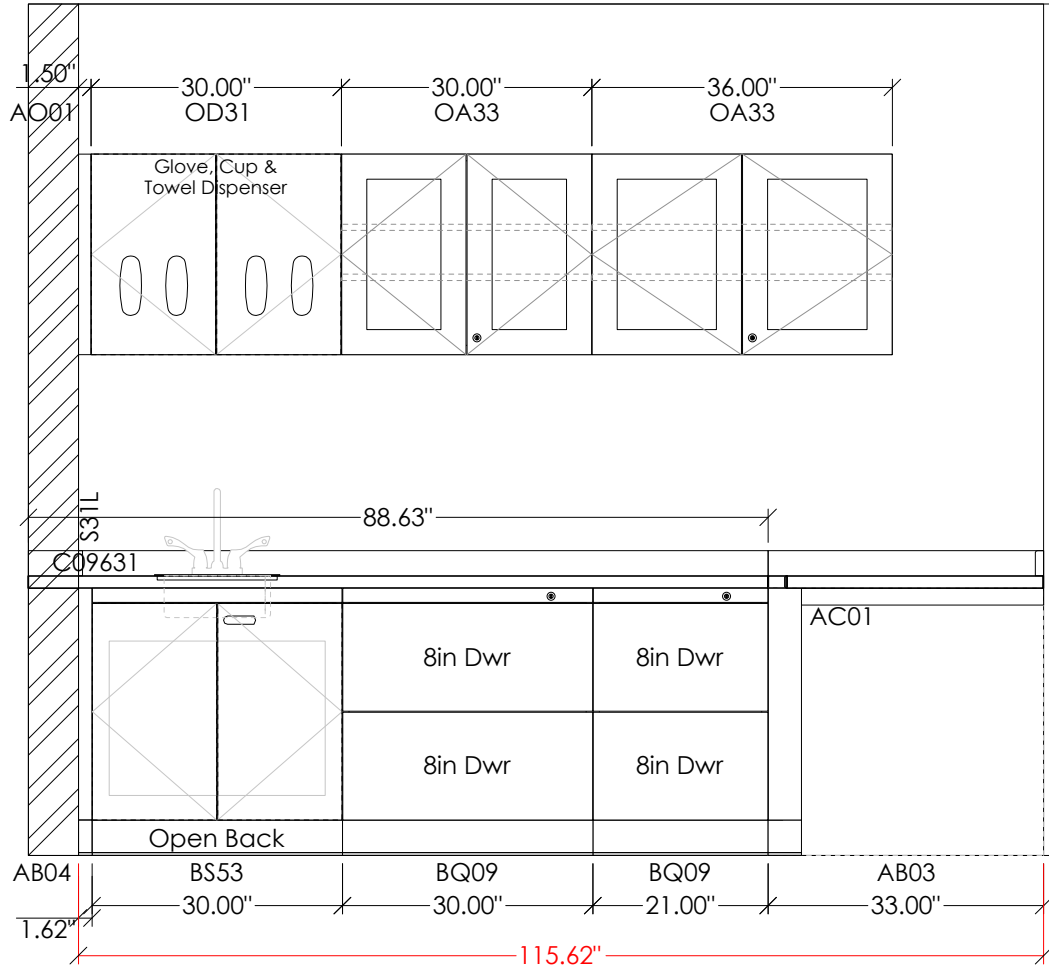 1.50"
30.00"
30.00"
36.00"
AO01
OD31
OA33
OA33
Glove, Cup &
Towel Dispenser
S31L
88.63"
C09631
AC01
8in Dwr
8in Dwr
8in Dwr
8in Dwr
Open Back
AB04
BS53
BQ09
BQ09
AB03
30.00"
30.00"
21.00"
33.00"
1.62"
115.62"